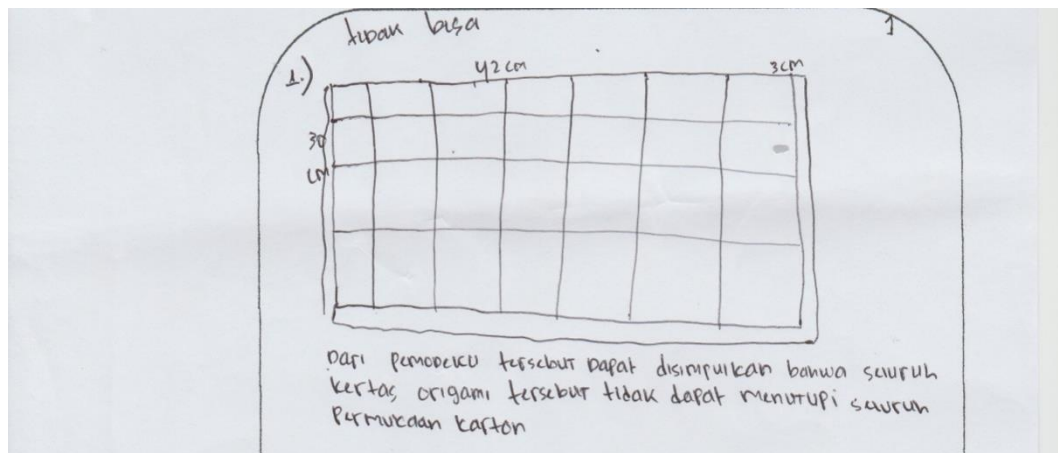 tidak bisa
1
1.)
42 cm
3cm
30
cm
Dari pemodelu tersebut Dapat disimpulkan bahwa seluruh
kertas origami tersebut tidak dapat menutupi seluruh
Permukaan karton